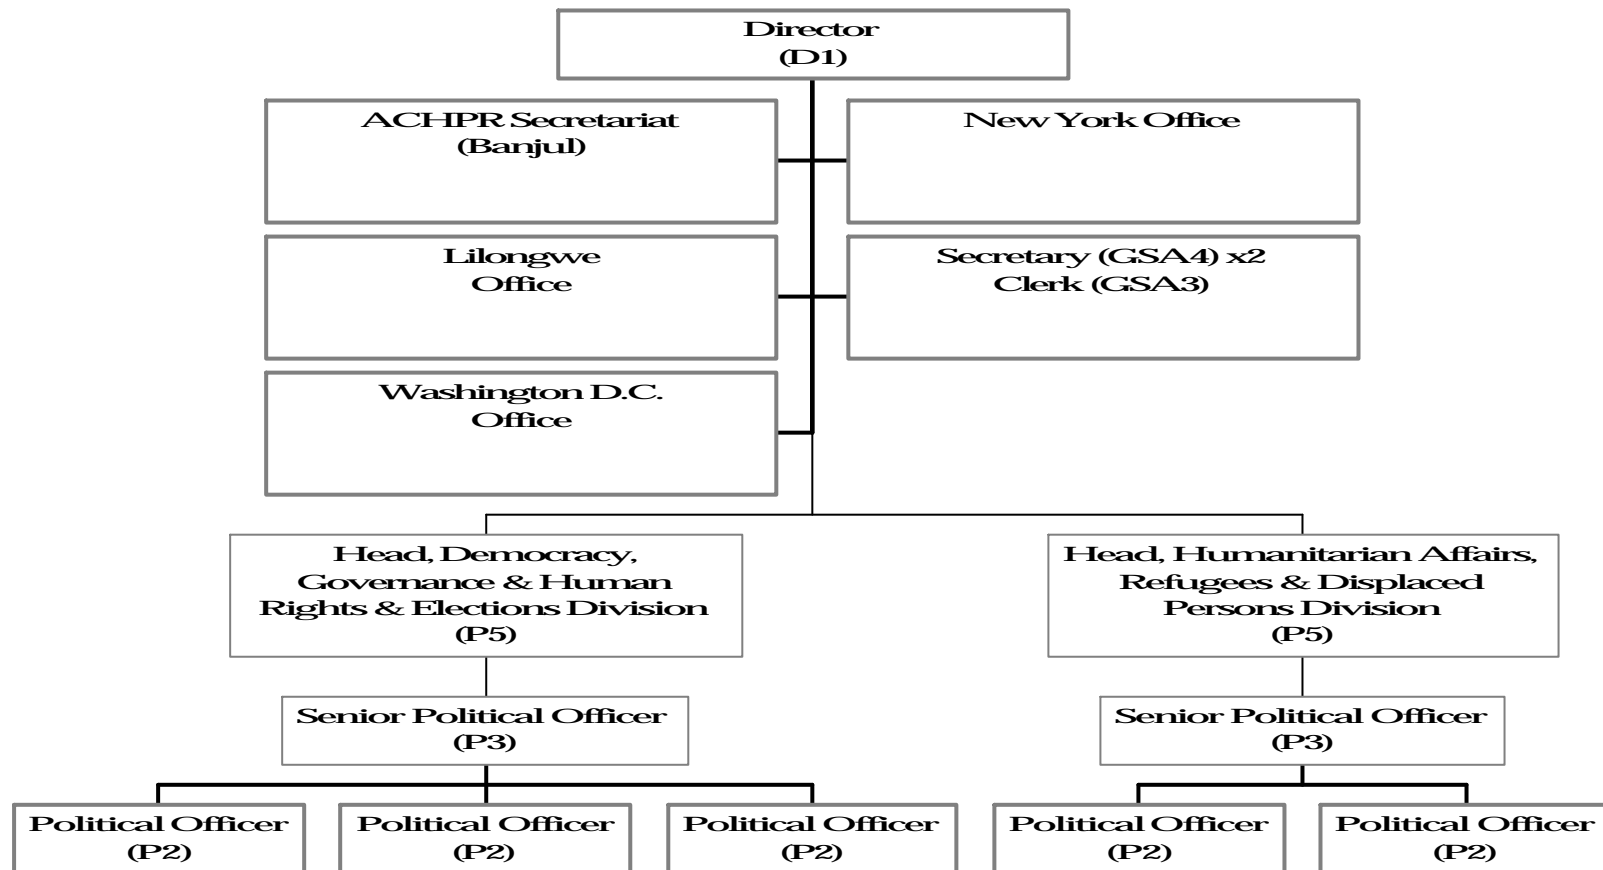 Director
(D1)
ACHPR Secretariat
(Banjul)
New York Office
Lilongwe
Office
Secretary (GSA4) x2
Clerk (GSA3)
Washington D.C.
Office
Head, Democracy,
Governance & Human
Rights & Elections Division
(P5)
Head, Humanitarian Affairs,
Refugees & Displaced
Persons Division
(P5)
Senior Political Officer
(P3)
Senior Political Officer
(P3)
Political Officer
(P2)
Political Officer
(P2)
Political Officer
(P2)
Political Officer
(P2)
Political Officer
(P2)